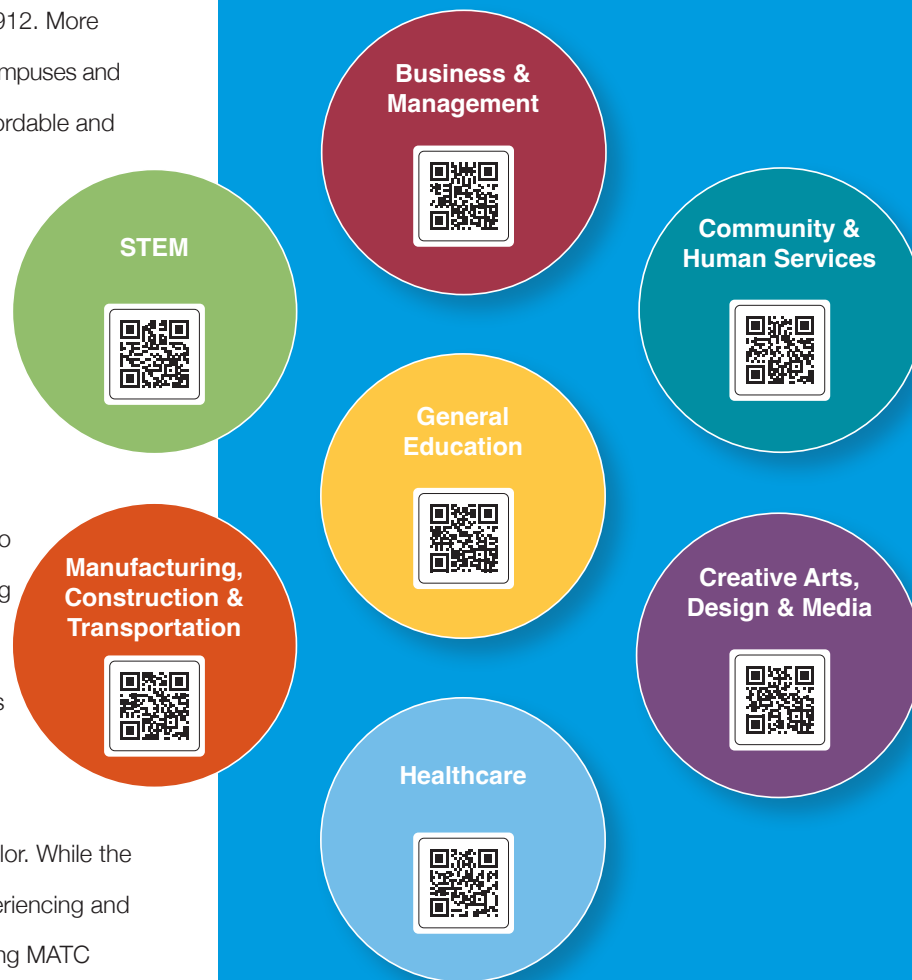 912. More
mpuses and
ordable and
o
g
s
lor. While the
eriencing and
ng MATC
Business &
Management
STEM
Community &
Human Services
General
Education
Manufacturing,
Construction &
Transportation
Creative Arts,
Design & Media
Healthcare